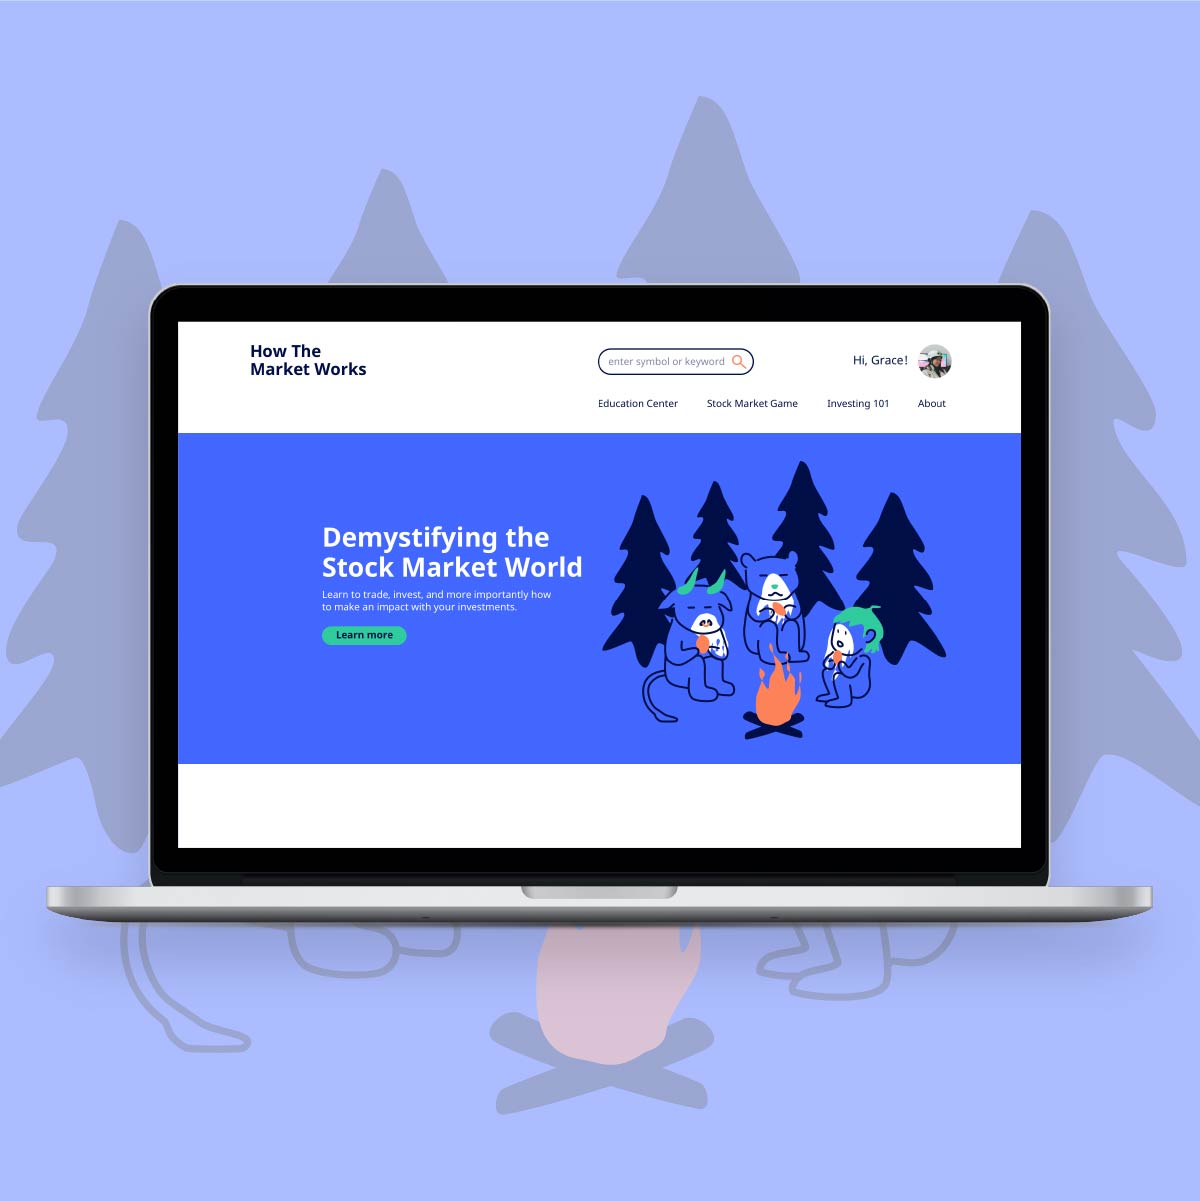 How The
Market Works
enter symbol or keyword
Hi, Grace!
Education Center
Stock Market Game
Investing 101
About
Demystifying the
Stock Market World
Learn to trade, invest, and more importantly how
to make an impact with your investments.
Learn more